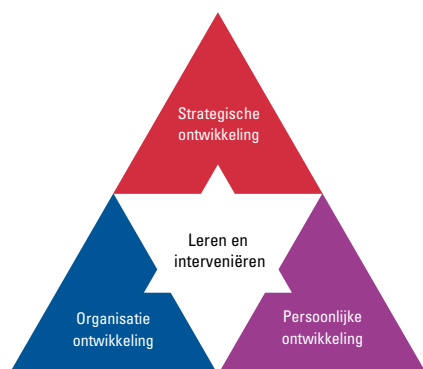 Strategische
ontwikkeling
Leren en
interveniëren
Organisatie
ontwikkeling
Persoonlijke
ontwikkeling